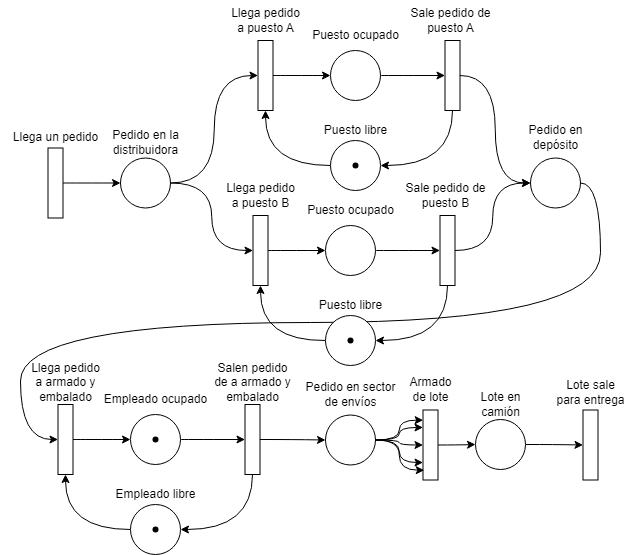 Llega pedido
a puesto A
Puesto ocupado
Sale pedido de
puesto A
Llega un pedido
Pedido en la
distribuidora
Puesto libre
Pedido en
depósito
Llega pedido
a puesto B
Puesto ocupado
Sale pedido de
puesto B
Puesto libre
Llega pedido
a armado y
embalado
Empleado ocupado
Salen pedido
de a armado y
embalado
Pedido en sector
de envíos
Armado
de lote
Lote en
camión
Lote sale
para entrega
Empleado libre